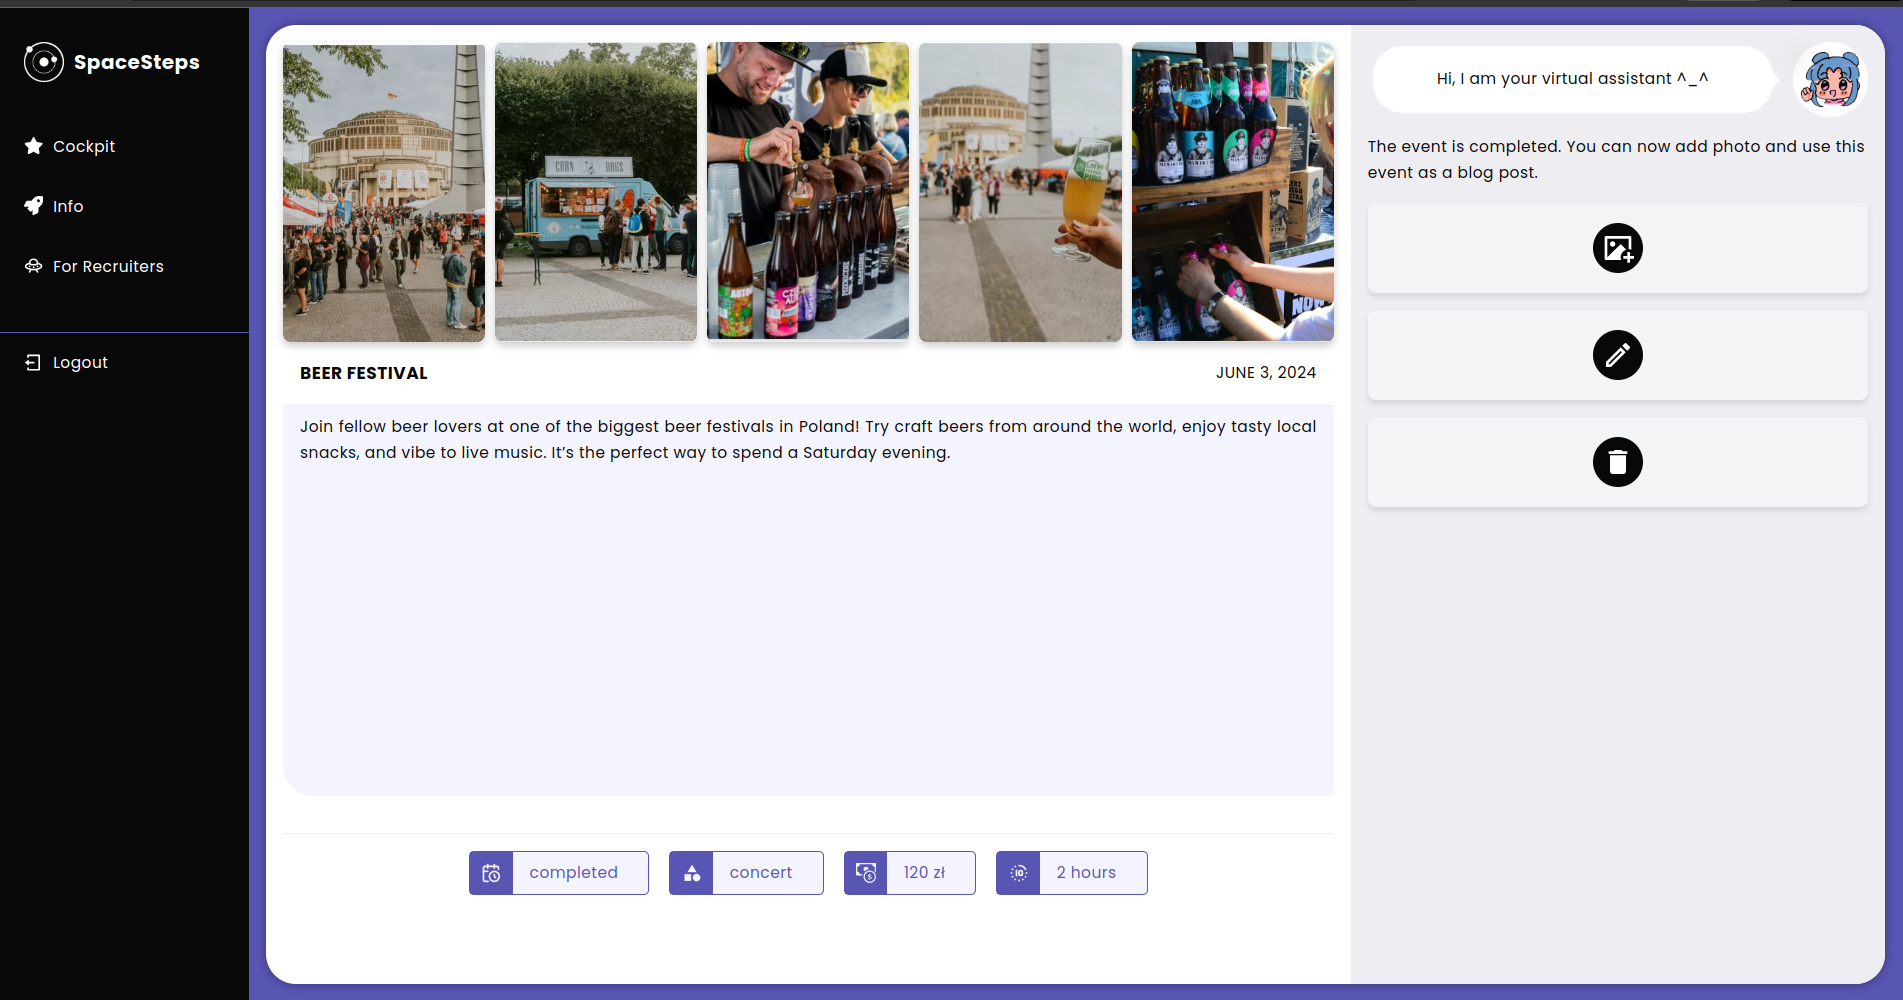 SpaceSteps
Cockpit
Info
For Recruiters
Logout
CORN DOGS
BEER FESTIVAL
JUNE 3, 2024
Join fellow beer lovers at one of the biggest beer festivals in Poland! Try craft beers from around the world, enjoy tasty local
snacks, and vibe to live music. It’s the perfect way to spend a Saturday evening.
completed
concert
120 zł
2 hours
Hi, I am your virtual assistant ^_^
The event is completed. You can now add photo and use this
event as a blog post.